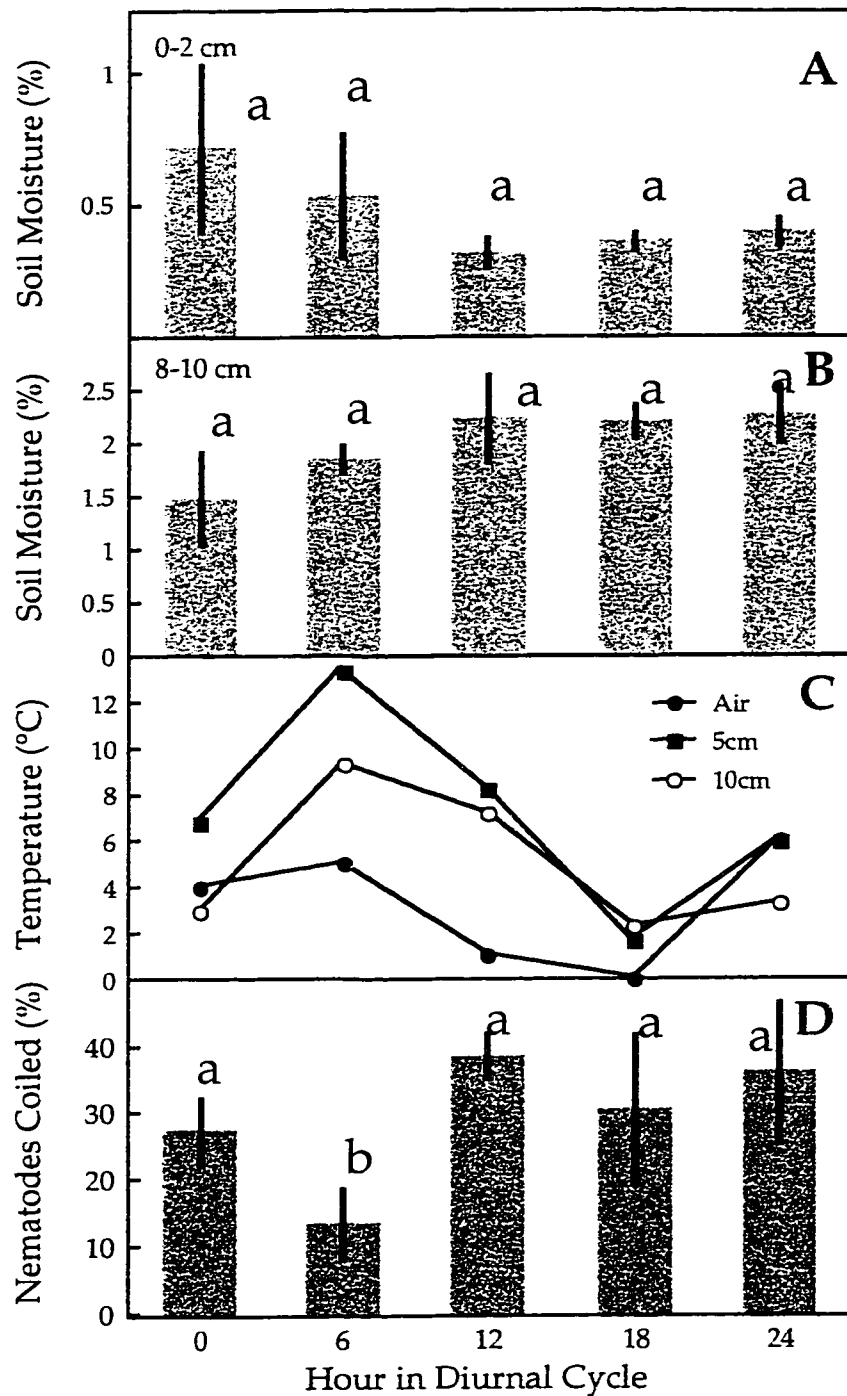 Soil Moisture (%)
0-2 cm
A
1
0.5
a
a
a
a
a
Soil Moisture (%)
8-10 cm
B
2.5
2
1.5
1
0.5
0
a
a
a
a
a
Temperature (°C)
C
12
10
8
6
4
2
0
Air
5cm
10cm
Nematodes Coiled (%)
D
40
30
20
10
0
a
b
a
a
a
0 6 12 18 24
Hour in Diurnal Cycle